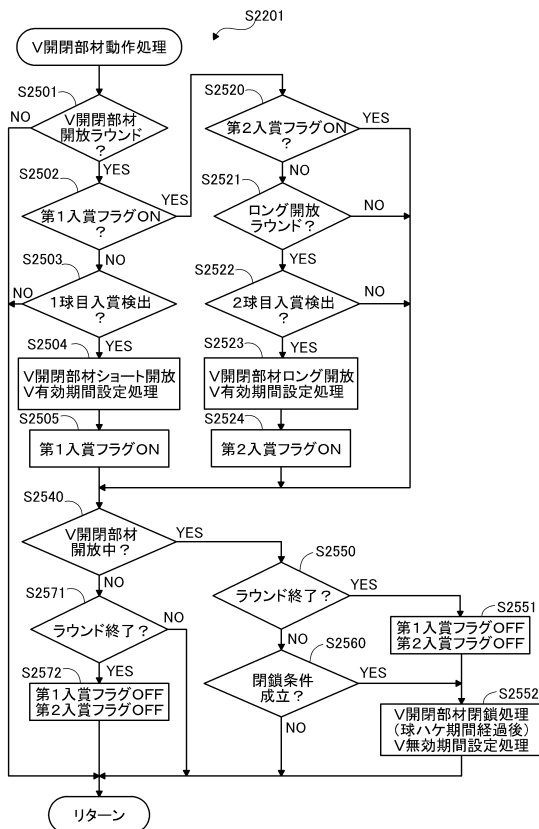 S2201
V開閉部材動作処理
S2501
V開閉部材
開放ラウンド
?
NO
YES
S2502
第1入賞フラグON
?
YES
NO
S2503
1球目入賞検出
?
NO
YES
S2504
V開閉部材ショート開放
V有効期間設定処理
S2505
第1入賞フラグON
S2520
第2入賞フラグON
?
YES
NO
S2521
ロング開放
ラウンド?
NO
YES
S2522
2球目入賞検出
?
NO
YES
S2523
V開閉部材ロング開放
V有効期間設定処理
S2524
第2入賞フラグON
S2540
V開閉部材
開放中?
YES
NO
S2571
ラウンド終了?
NO
YES
S2572
第1入賞フラグOFF
第2入賞フラグOFF
S2550
ラウンド終了?
YES
NO
S2551
第1入賞フラグOFF
第2入賞フラグOFF
S2560
閉鎖条件
成立?
YES
NO
S2552
V開閉部材閉鎖処理
(球ハケ期間経過後)
V無効期間設定処理
リターン